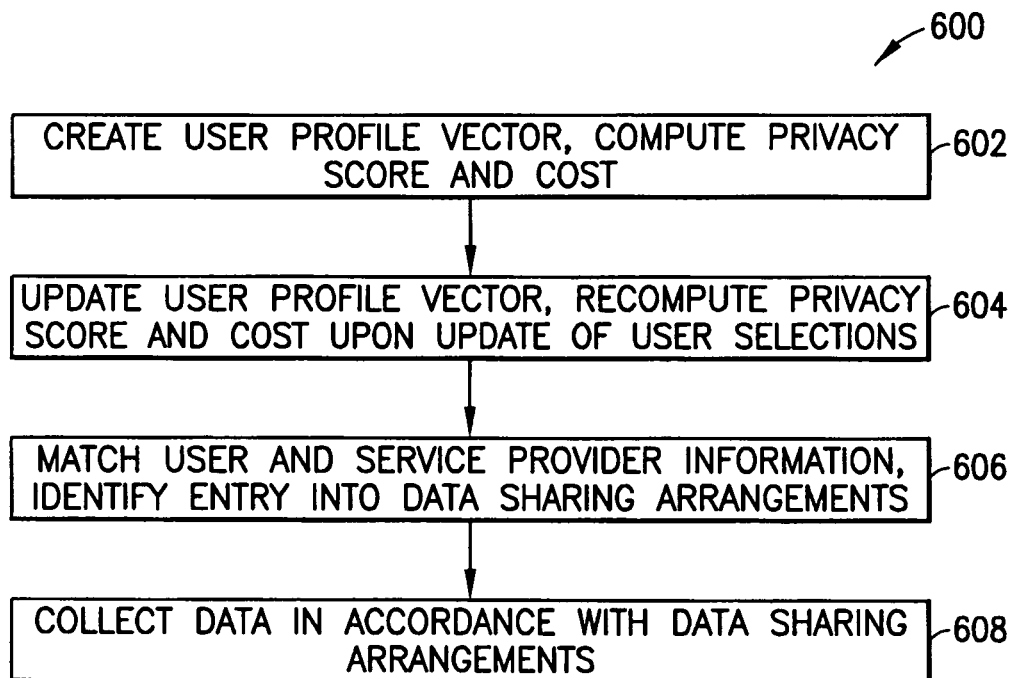 600
CREATE USER PROFILE VECTOR, COMPUTE PRIVACY
SCORE AND COST
602
UPDATE USER PROFILE VECTOR, RECOMPUTE PRIVACY
SCORE AND COST UPON UPDATE OF USER SELECTIONS
604
MATCH USER AND SERVICE PROVIDER INFORMATION,
IDENTIFY ENTRY INTO DATA SHARING ARRANGEMENTS
606
COLLECT DATA IN ACCORDANCE WITH DATA SHARING
ARRANGEMENTS
608